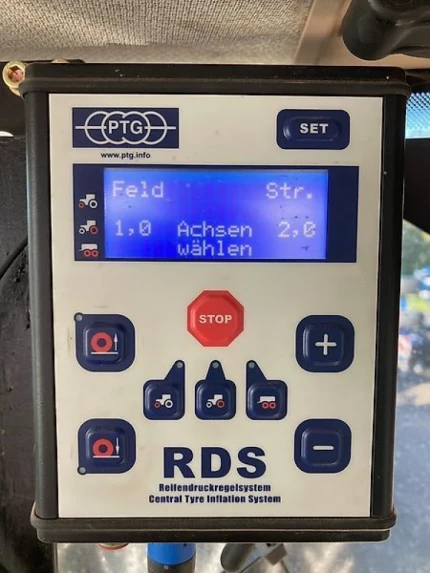 PTG
SET
www.ptg.info
Feld Str.
1,0 Achsen 2,0
wählen
STOP
+
−
RDS
Reifendruckregelsystem
Central Tyre Inflation System